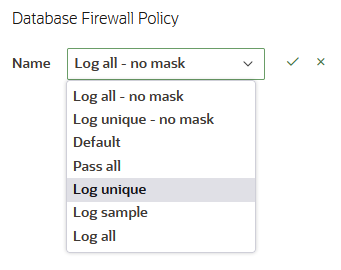 Database Firewall Policy
Name Log all - no mask
Log all - no mask
Log unique - no mask
Default
Pass all
Log unique
Log sample
Log all